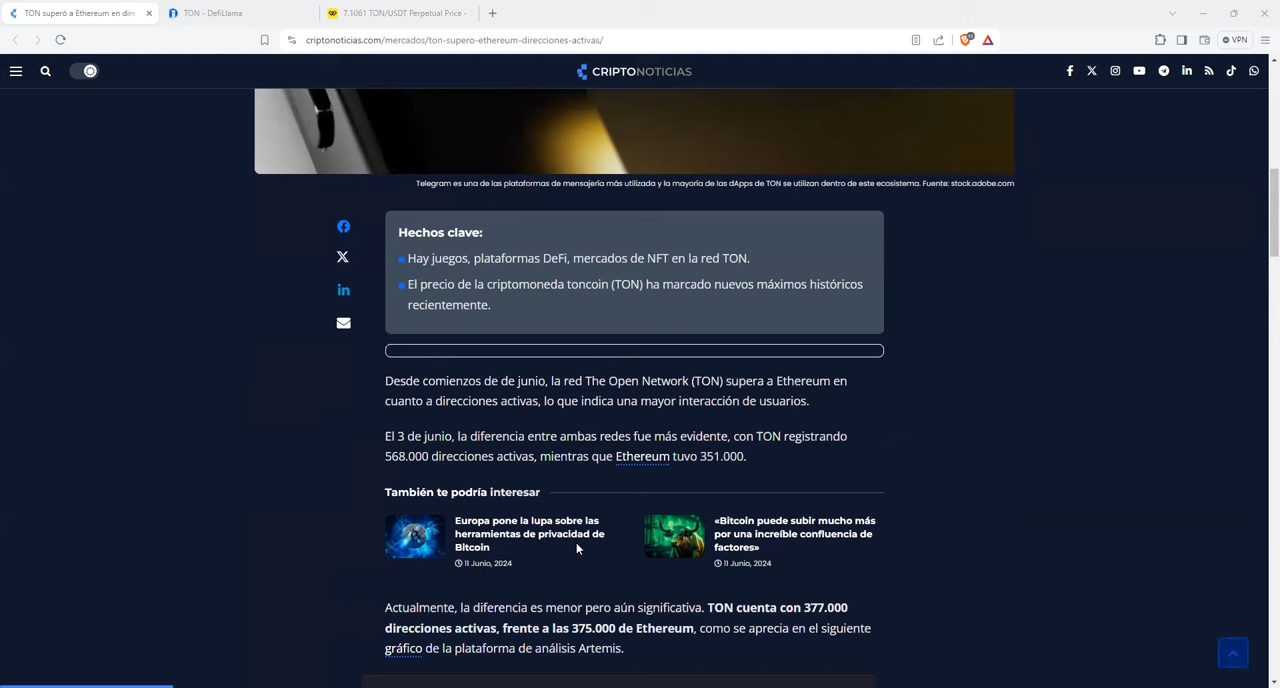 TON superó a Ethereum en dire
TON - DefiLlama
7.1061 TON/USDT Perpetual Price -
criptonoticias.com/mercados/ton-supero-ethereum-direcciones-activas/
VPN
CRIPTONOTICIAS
Telegram es una de las plataformas de mensajería más utilizada y la mayoría de las dApps de TON se utilizan dentro de este ecosistema. Fuente: stock.adobe.com
Hechos clave:
Hay juegos, plataformas DeFi, mercados de NFT en la red TON.
El precio de la criptomoneda toncoin (TON) ha marcado nuevos máximos históricos
recientemente.
Desde comienzos de de junio, la red The Open Network (TON) supera a Ethereum en
cuanto a direcciones activas, lo que indica una mayor interacción de usuarios.
El 3 de junio, la diferencia entre ambas redes fue más evidente, con TON registrando
568.000 direcciones activas, mientras que Ethereum tuvo 351.000.
También te podría interesar
Europa pone la lupa sobre las
herramientas de privacidad de
Bitcoin
11 Junio, 2024
«Bitcoin puede subir mucho más
por una increíble confluencia de
factores»
11 Junio, 2024
Actualmente, la diferencia es menor pero aún significativa. TON cuenta con 377.000
direcciones activas, frente a las 375.000 de Ethereum, como se aprecia en el siguiente
gráfico de la plataforma de análisis Artemis.